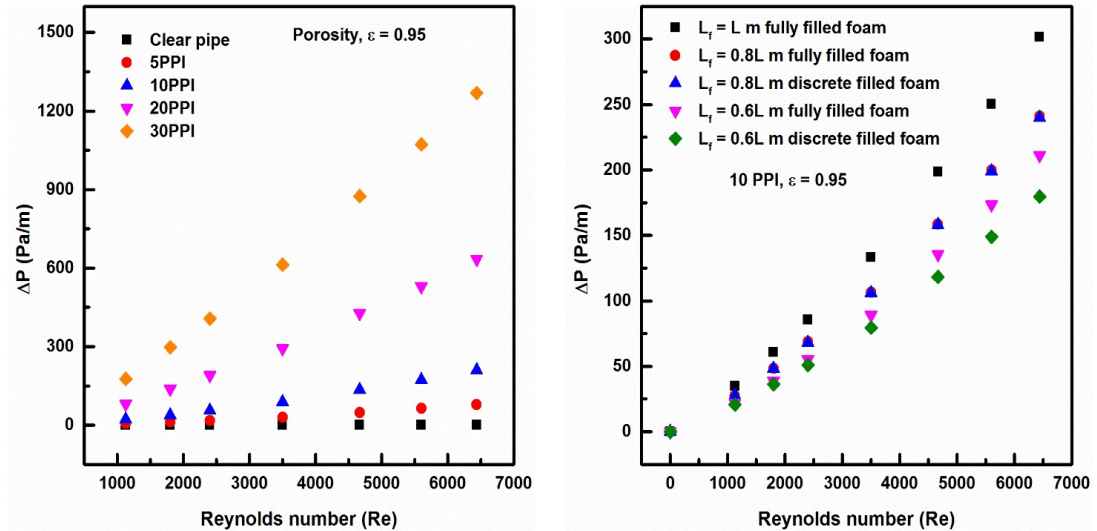 1500
1200
900
600
300
0
ΔP (Pa/m)
Clear pipe
5PPI
10PPI
20PPI
30PPI
Porosity, ε = 0.95
1000 2000 3000 4000 5000 6000 7000
Reynolds number (Re)
300
250
200
150
100
50
0
ΔP (Pa/m)
L_f = L m fully filled foam
L_f = 0.8L m fully filled foam
L_f = 0.8L m discrete filled foam
L_f = 0.6L m fully filled foam
L_f = 0.6L m discrete filled foam
10 PPI, ε = 0.95
0 1000 2000 3000 4000 5000 6000 7000
Reynolds number (Re)